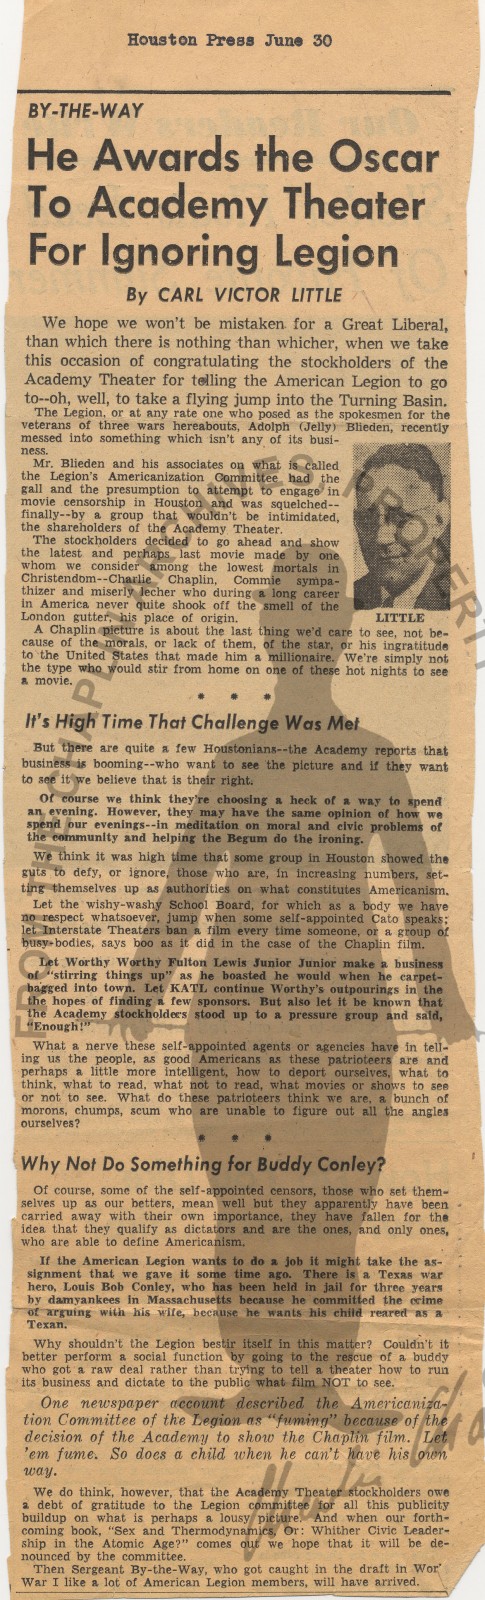 Houston Press June 30
BY-THE-WAY
He Awards the Oscar
To Academy Theater
For Ignoring Legion
By CARL VICTOR LITTLE
We hope we won't be mistaken for a Great Liberal,
than which there is nothing than whicher, when we take
this occasion of congratulating the stockholders of the
Academy Theater for telling the American Legion to go
to--oh, well, to take a flying jump into the Turning Basin.
The Legion, or at any rate one who posed as the spokesmen for the
veterans of three wars hereabouts, Adolph (Jelly) Blieden, recently
messed into something which isn't any of its busi-
ness.
Mr. Blieden and his associates on what is called
the Legion's Americanization Committee had the
gall and the presumption to attempt to engage in
movie censorship in Houston and was squelched--
finally--by a group that wouldn't be intimidated,
the shareholders of the Academy Theater.
The stockholders decided to go ahead and show
the latest and perhaps last movie made by one
whom we consider among the lowest mortals in
Christendom--Charlie Chaplin, Commie sympa-
thizer and miserly lecher who during a long career
in America never quite shook off the smell of the
London gutter, his place of origin.
LITTLE
A Chaplin picture is about the last thing we'd care to see, not be-
cause of the morals, or lack of them, of the star, or his ingratitude
to the United States that made him a millionaire. We're simply not
the type who would stir from home on one of these hot nights to see
a movie.
* * *
It's High Time That Challenge Was Met
But there are quite a few Houstonians--the Academy reports that
business is booming--who want to see the picture and if they want
to see it we believe that is their right.
Of course we think they're choosing a heck of a way to spend
an evening. However, they may have the same opinion of how we
spend our evenings--in meditation on moral and civic problems of
the community and helping the Begum do the ironing.
We think it was high time that some group in Houston showed the
guts to defy, or ignore, those who are, in increasing numbers, set-
ting themselves up as authorities on what constitutes Americanism.
Let the wishy-washy School Board, for which as a body we have
no respect whatsoever, jump when some self-appointed Cato speaks;
let Interstate Theaters ban a film every time someone, or a group of
busy-bodies, says boo as it did in the case of the Chaplin film.
Let Worthy Worthy Fulton Lewis Junior Junior make a business
of "stirring things up" as he boasted he would when he carpet-
bagged into town. Let KATL continue Worthy's outpourings in the
the hopes of finding a few sponsors. But also let it be known that
the Academy stockholders stood up to a pressure group and said,
"Enough!"
What a nerve these self-appointed agents or agencies have in tell-
ing us the people, as good Americans as these patrioteers are and
perhaps a little more intelligent, how to deport ourselves, what to
think, what to read, what not to read, what movies or shows to see
or not to see. What do these patrioteers think we are, a bunch of
morons, chumps, scum who are unable to figure out all the angles
ourselves?
* * *
Why Not Do Something for Buddy Conley?
Of course, some of the self-appointed censors, those who set them-
selves up as our betters, mean well but they apparently have been
carried away with their own importance, they have fallen for the
idea that they qualify as dictators and are the ones, and only ones,
who are able to define Americanism.
If the American Legion wants to do a job it might take the as-
signment that we gave it some time ago. There is a Texas war
hero, Louis Bob Conley, who has been held in jail for three years
by damyankees in Massachusetts because he committed the crime
of arguing with his wife, because he wants his child reared as a
Texan.
Why shouldn't the Legion bestir itself in this matter? Couldn't it
better perform a social function by going to the rescue of a buddy
who got a raw deal rather than trying to tell a theater how to run
its business and dictate to the public what film NOT to see.
One newspaper account described the Americaniza-
tion Committee of the Legion as "fuming" because of the
decision of the Academy to show the Chaplin film. Let
'em fume. So does a child when he can't have his own
way.
We do think, however, that the Academy Theater stockholders owe
a debt of gratitude to the Legion committee for all this publicity
buildup on what is perhaps a lousy picture. And when our forth-
coming book, "Sex and Thermodynamics, Or: Whither Civic Leader-
ship in the Atomic Age?" comes out we hope that it will be de-
nounced by the committee.
Then Sergeant By-the-Way, who got caught in the draft in Wor'
War I like a lot of American Legion members, will have arrived.
FROM THE CHAPLIN ARCHIVES PROPERTY